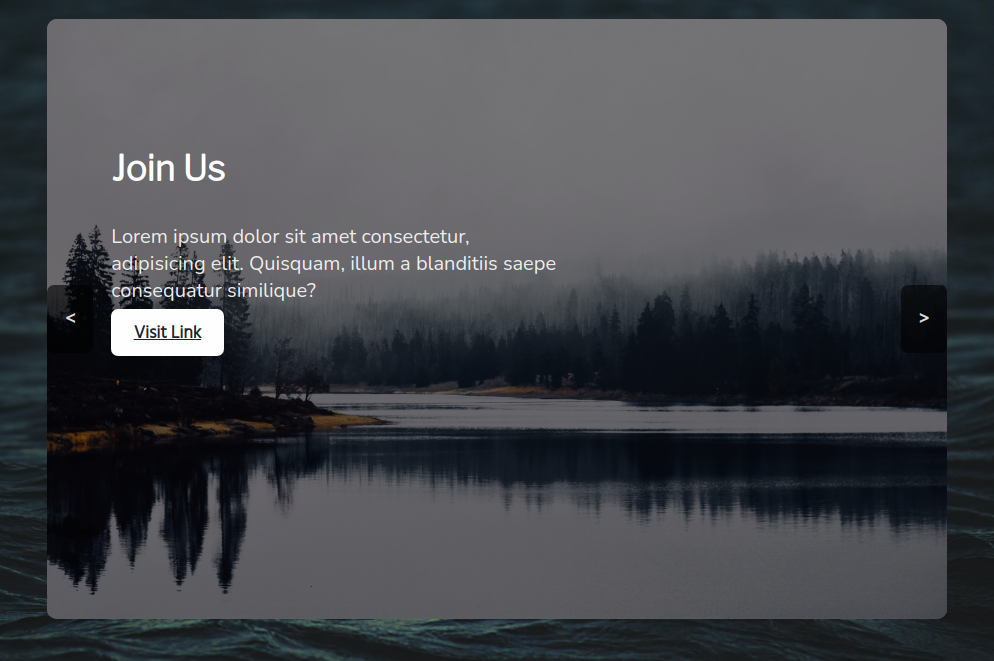 Join Us
Lorem ipsum dolor sit amet consectetur,
adipisicing elit. Quisquam, illum a blanditiis saepe
consequatur similique?
< >
Visit Link